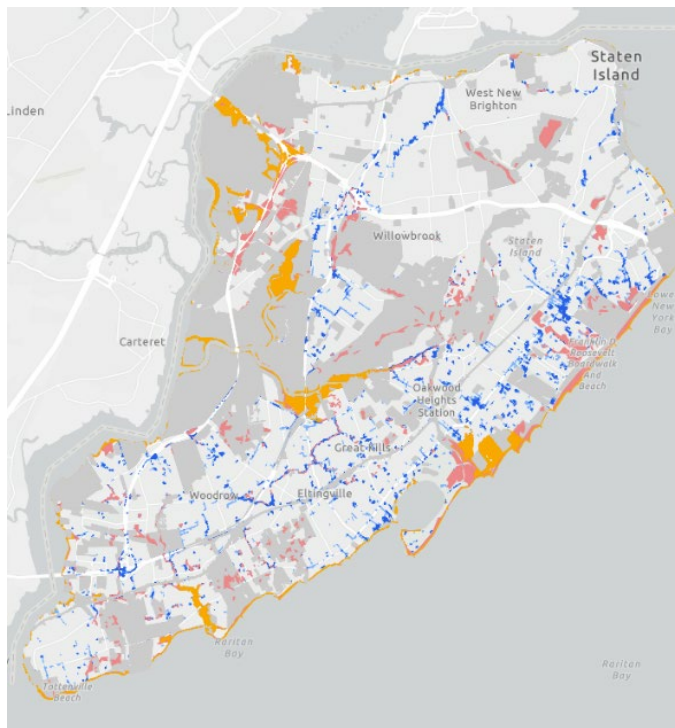 Staten
Island
West New
Brighton
Linden
Willowbrook
Staten
Island
Lower
New
York
Bay
Carteret
Franklin D
Roosevelt
Boardwalk
And
Beach
Oakwood
Heights
Station
Great Kills
Woodrow
Eltingville
Raritan
Bay
Raritan
Bay
Tottenville
Beach